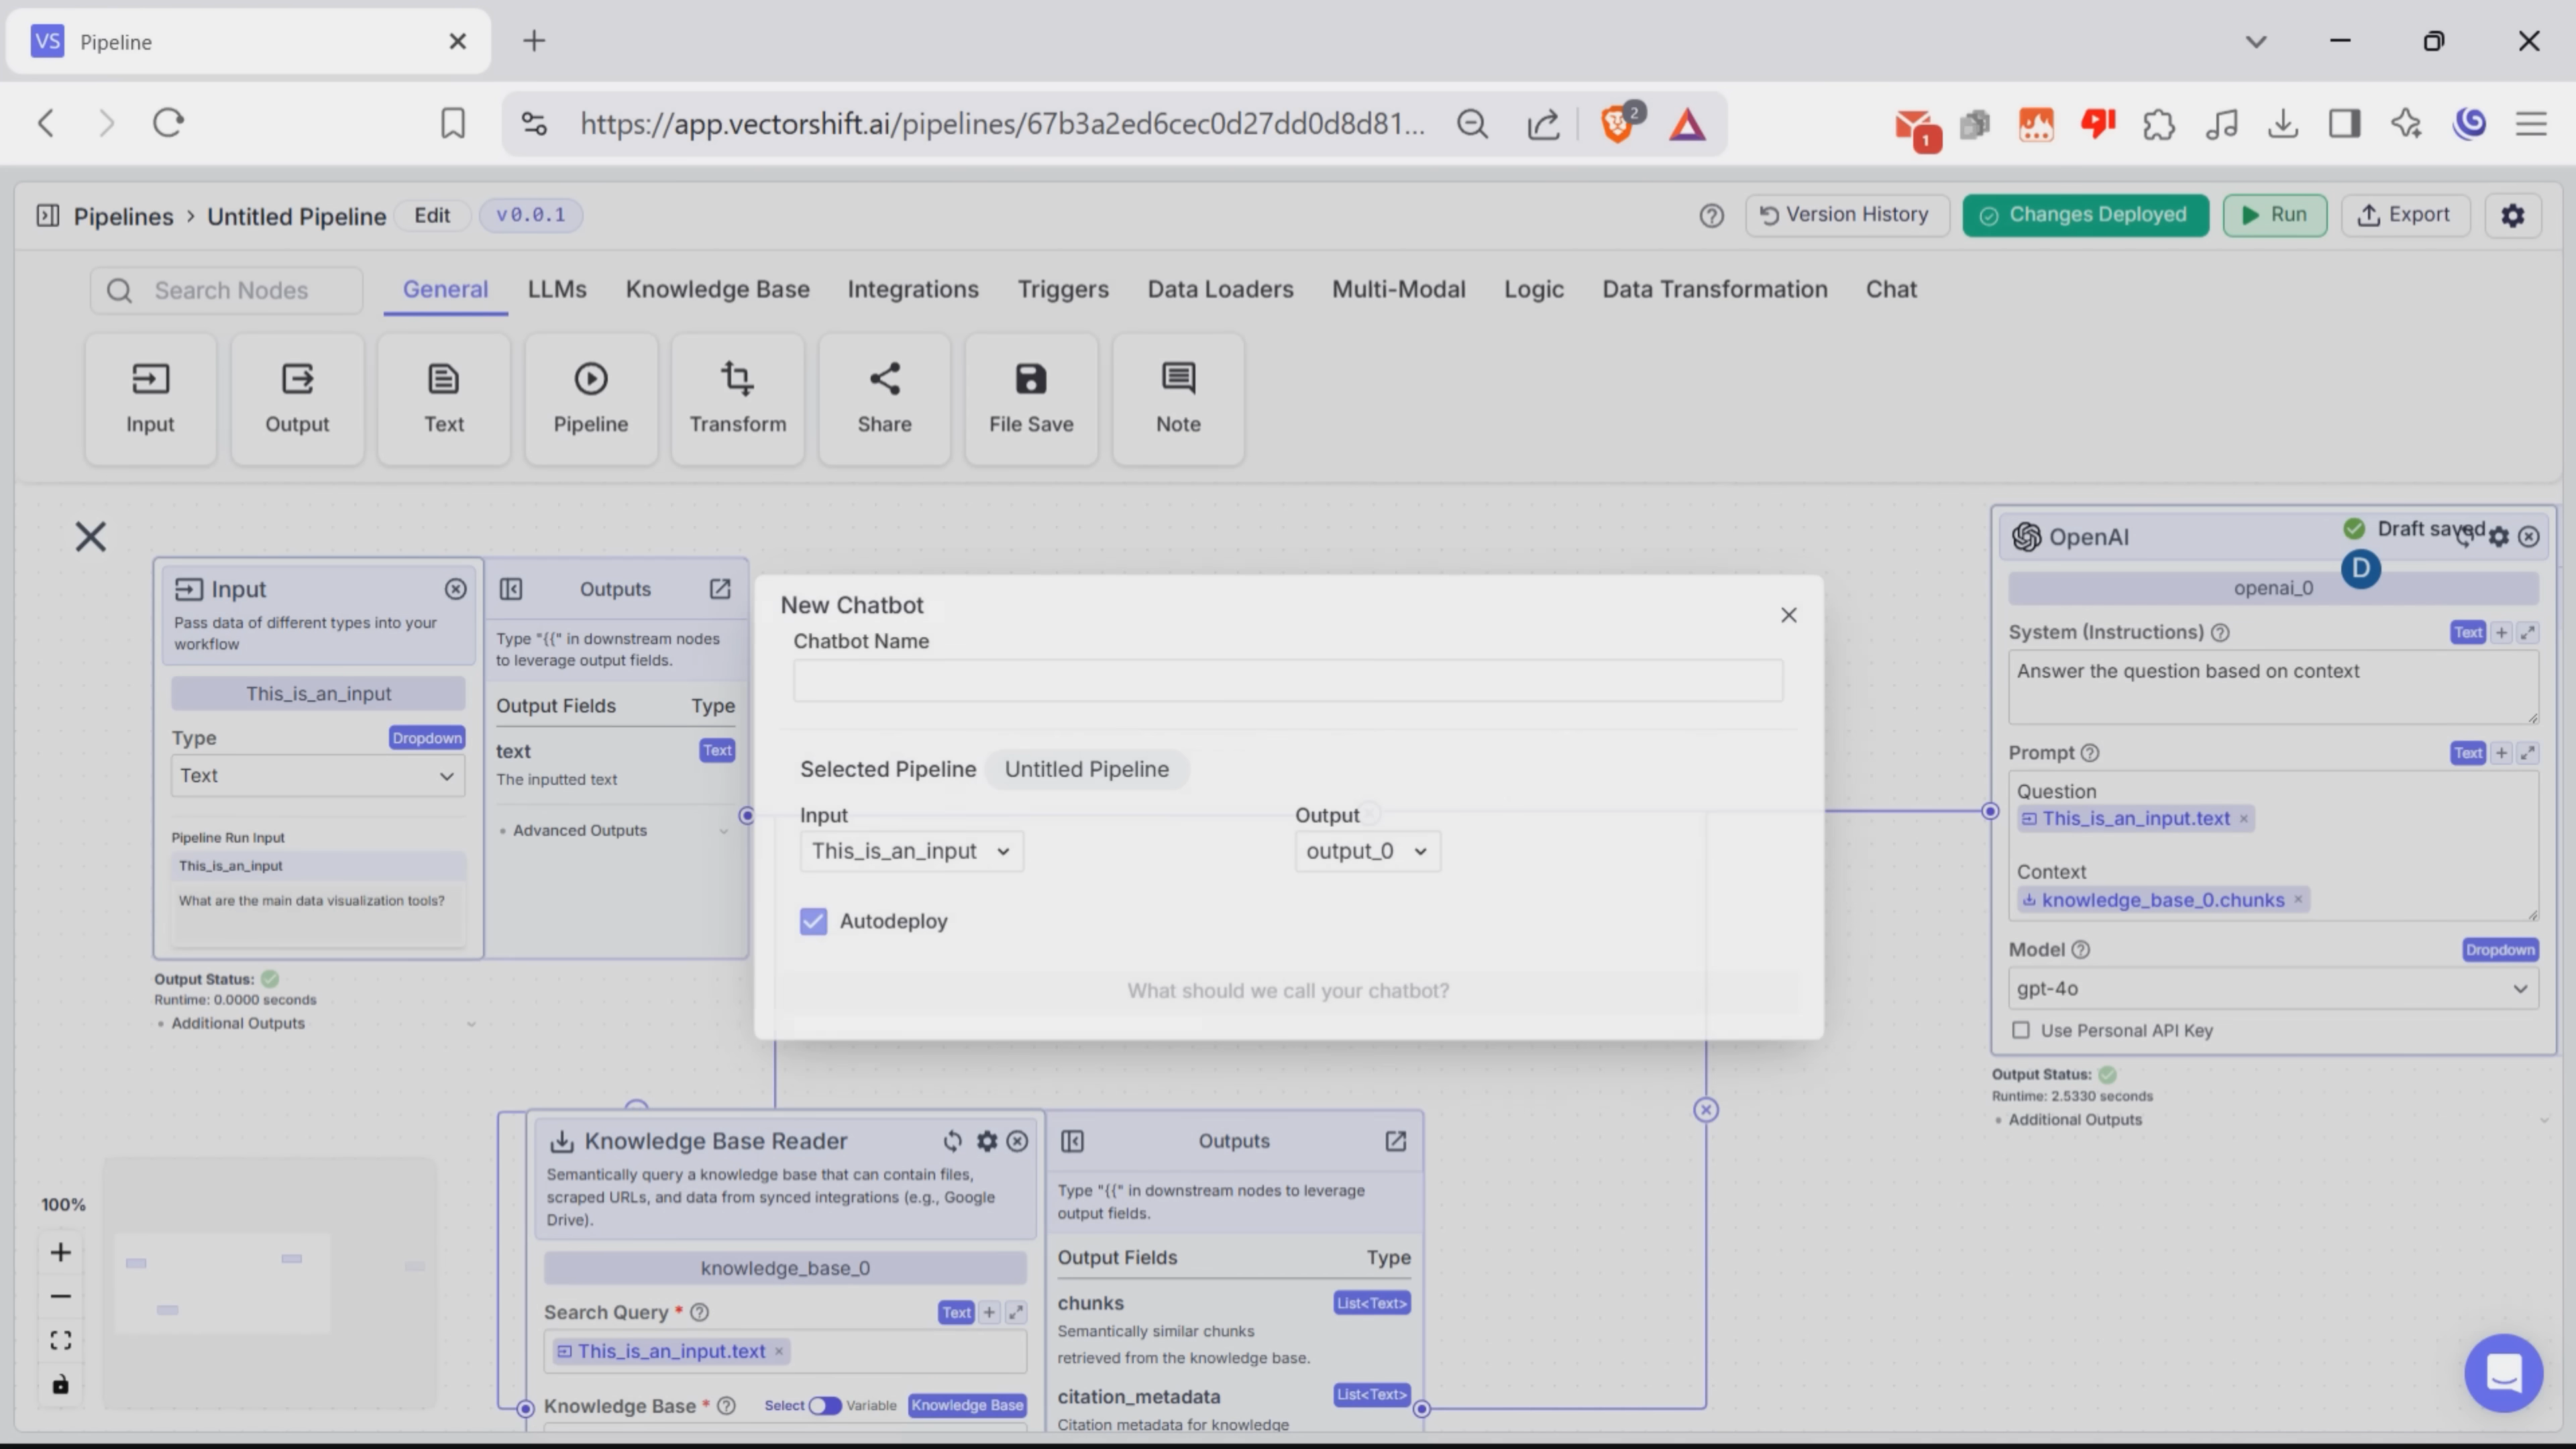 VS Pipeline
https://app.vectorshift.ai/pipelines/67b3a2ed6cec0d27dd0d8d81...
2
1
Pipelines > Untitled Pipeline Edit v 0.0.1
Version History Changes Deployed Run Export
Search Nodes General LLMs Knowledge Base Integrations Triggers Data Loaders Multi-Modal Logic Data Transformation Chat
Input Output Text Pipeline Transform Share File Save Note
Input
Pass data of different types into your
workflow
This_is_an_input
Type Dropdown
Text
Pipeline Run Input
This_is_an_input
What are the main data visualization tools?
Output Status:
Runtime: 0.0000 seconds
• Additional Outputs
Outputs
Type "{{" in downstream nodes
to leverage output fields.
Output Fields Type
text Text
The inputted text
• Advanced Outputs
New Chatbot
Chatbot Name
Selected Pipeline Untitled Pipeline
Input Output
This_is_an_input output_0
Autodeploy
What should we call your chatbot?
OpenAI Draft saved
D
openai_0
System (Instructions) Text
Answer the question based on context
Prompt Text
Question
This_is_an_input.text
Context
knowledge_base_0.chunks
Model Dropdown
gpt-4o
Use Personal API Key
Output Status:
Runtime: 2.5330 seconds
• Additional Outputs
Knowledge Base Reader
Semantically query a knowledge base that can contain files,
scraped URLs, and data from synced integrations (e.g., Google
Drive).
knowledge_base_0
Search Query * Text
This_is_an_input.text
Knowledge Base * Select Variable Knowledge Base
Outputs
Type "{{" in downstream nodes to leverage
output fields.
Output Fields Type
chunks List<Text>
Semantically similar chunks
retrieved from the knowledge base.
citation_metadata List<Text>
Citation metadata for knowledge
100%